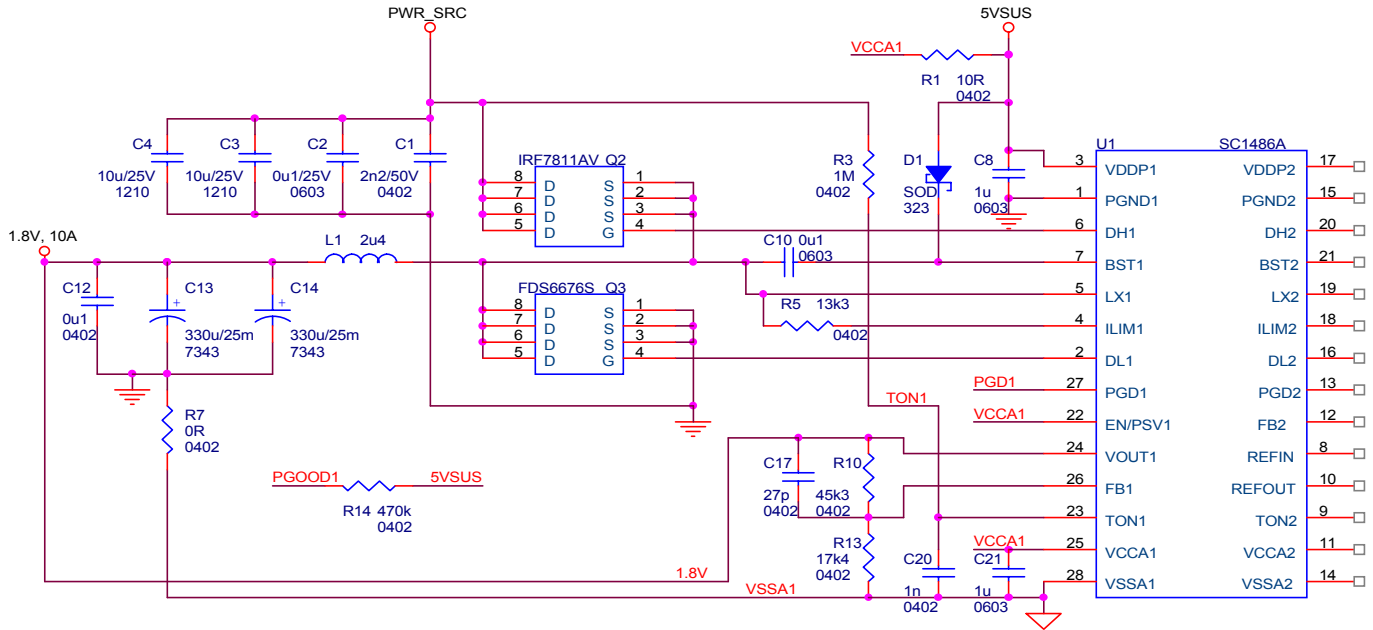 PWR_SRC
5VSUS
VCCA1
R1 10R
0402
C4
10u/25V
1210
C3
10u/25V
1210
C2
0u1/25V
0603
C1
2n2/50V
0402
IRF7811AV Q2
8 D S 1
7 D S 2
6 D S 3
5 D G 4
R3
1M
0402
D1
SOD
323
C8
1u
0603
U1 SC1486A
3 VDDP1 VDDP2 17
1 PGND1 PGND2 15
6 DH1 DH2 20
7 BST1 BST2 21
5 LX1 LX2 19
4 ILIM1 ILIM2 18
2 DL1 DL2 16
27 PGD1 PGD2 13
22 EN/PSV1 FB2 12
24 VOUT1 REFIN 8
26 FB1 REFOUT 10
23 TON1 TON2 9
25 VCCA1 VCCA2 11
28 VSSA1 VSSA2 14
1.8V, 10A
L1 2u4
C10 0u1
0603
C12
0u1
0402
C13
330u/25m
7343
C14
330u/25m
7343
FDS6676S Q3
8 D S 1
7 D S 2
6 D S 3
5 D G 4
R5 13k3
0402
PGD1
TON1
VCCA1
R7
0R
0402
PGOOD1 5VSUS
R14 470k
0402
C17
27p
0402
R10
45k3
0402
R13
17k4
0402
VCCA1
C20
1n
0402
C21
1u
0603
1.8V
VSSA1